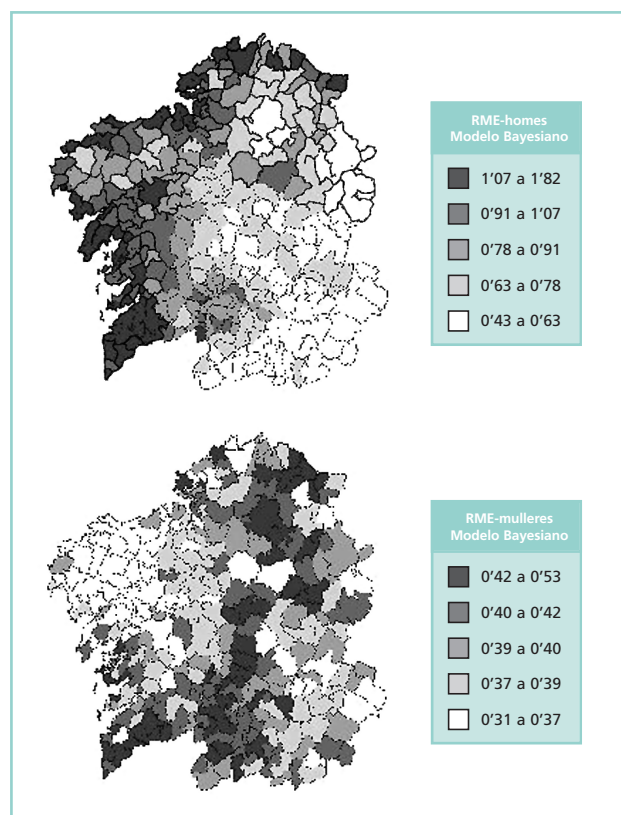 RME-homes
Modelo Bayesiano
1’07 a 1’82
0’91 a 1’07
0’78 a 0’91
0’63 a 0’78
0’43 a 0’63
RME-mulleres
Modelo Bayesiano
0’42 a 0’53
0’40 a 0’42
0’39 a 0’40
0’37 a 0’39
0’31 a 0’37